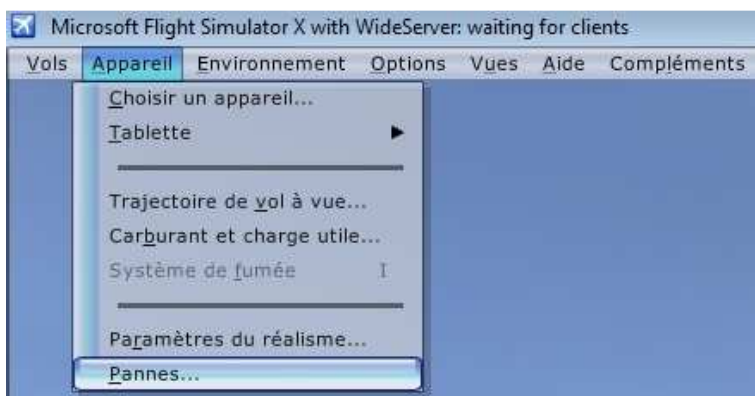 Microsoft Flight Simulator X with WideServer: waiting for clients
Vols Appareil Environnement Options Vues Aide Compléments
Choisir un appareil...
Tablette
Trajectoire de vol à vue...
Carburant et charge utile...
Système de fumée I
Paramètres du réalisme...
Pannes...